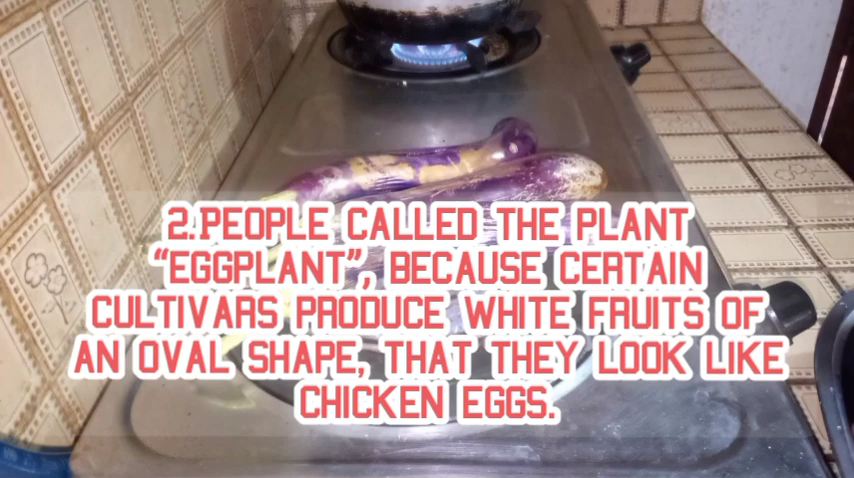 2.PEOPLE CALLED THE PLANT
“EGGPLANT”, BECAUSE CERTAIN
CULTIVARS PRODUCE WHITE FRUITS OF
AN OVAL SHAPE, THAT THEY LOOK LIKE
CHICKEN EGGS.